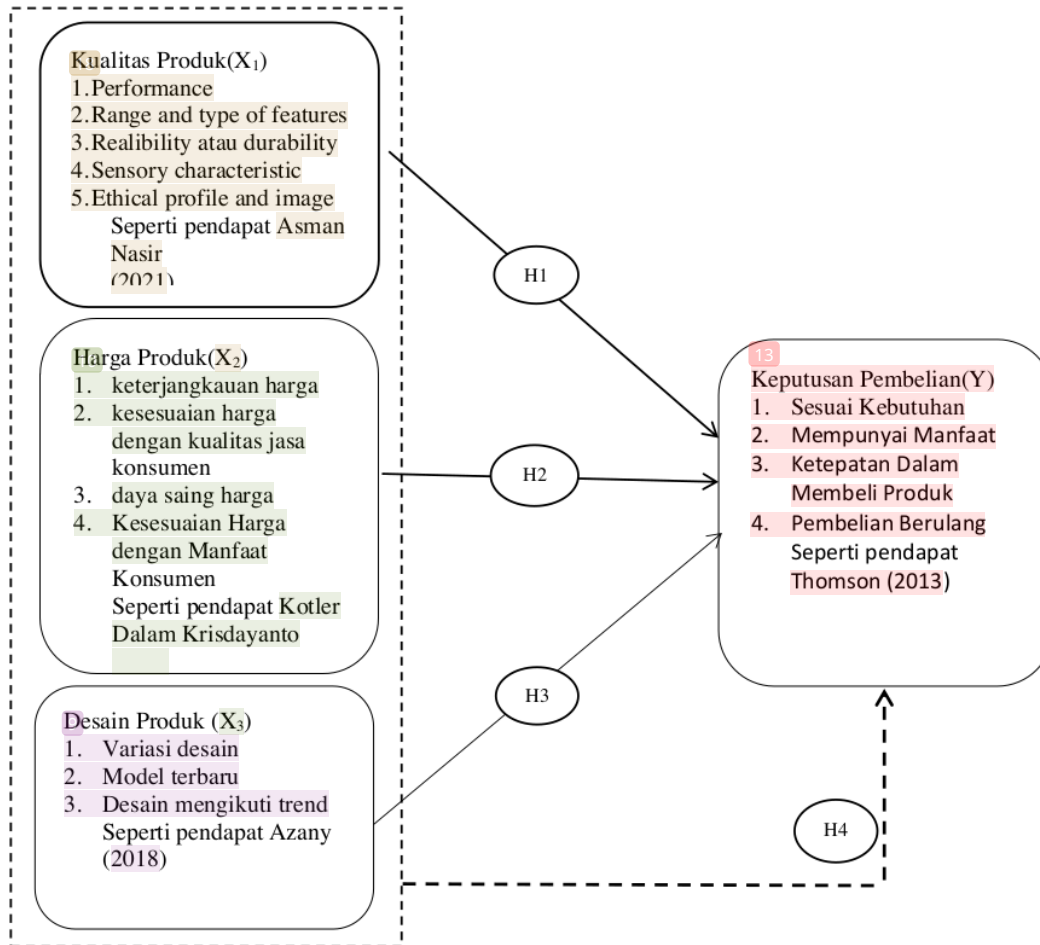 Kualitas Produk(X₁)
1.Performance
2.Range and type of features
3.Realibility atau durability
4.Sensory characteristic
5.Ethical profile and image
Seperti pendapat Asman
Nasir
(2021)
Harga Produk(X₂)
1. keterjangkauan harga
2. kesesuaian harga
dengan kualitas jasa
konsumen
3. daya saing harga
4. Kesesuaian Harga
dengan Manfaat
Konsumen
Seperti pendapat Kotler
Dalam Krisdayanto
Desain Produk (X₃)
1. Variasi desain
2. Model terbaru
3. Desain mengikuti trend
Seperti pendapat Azany
(2018)
H1
H2
H3
H4
13
Keputusan Pembelian(Y)
1. Sesuai Kebutuhan
2. Mempunyai Manfaat
3. Ketepatan Dalam
Membeli Produk
4. Pembelian Berulang
Seperti pendapat
Thomson (2013)